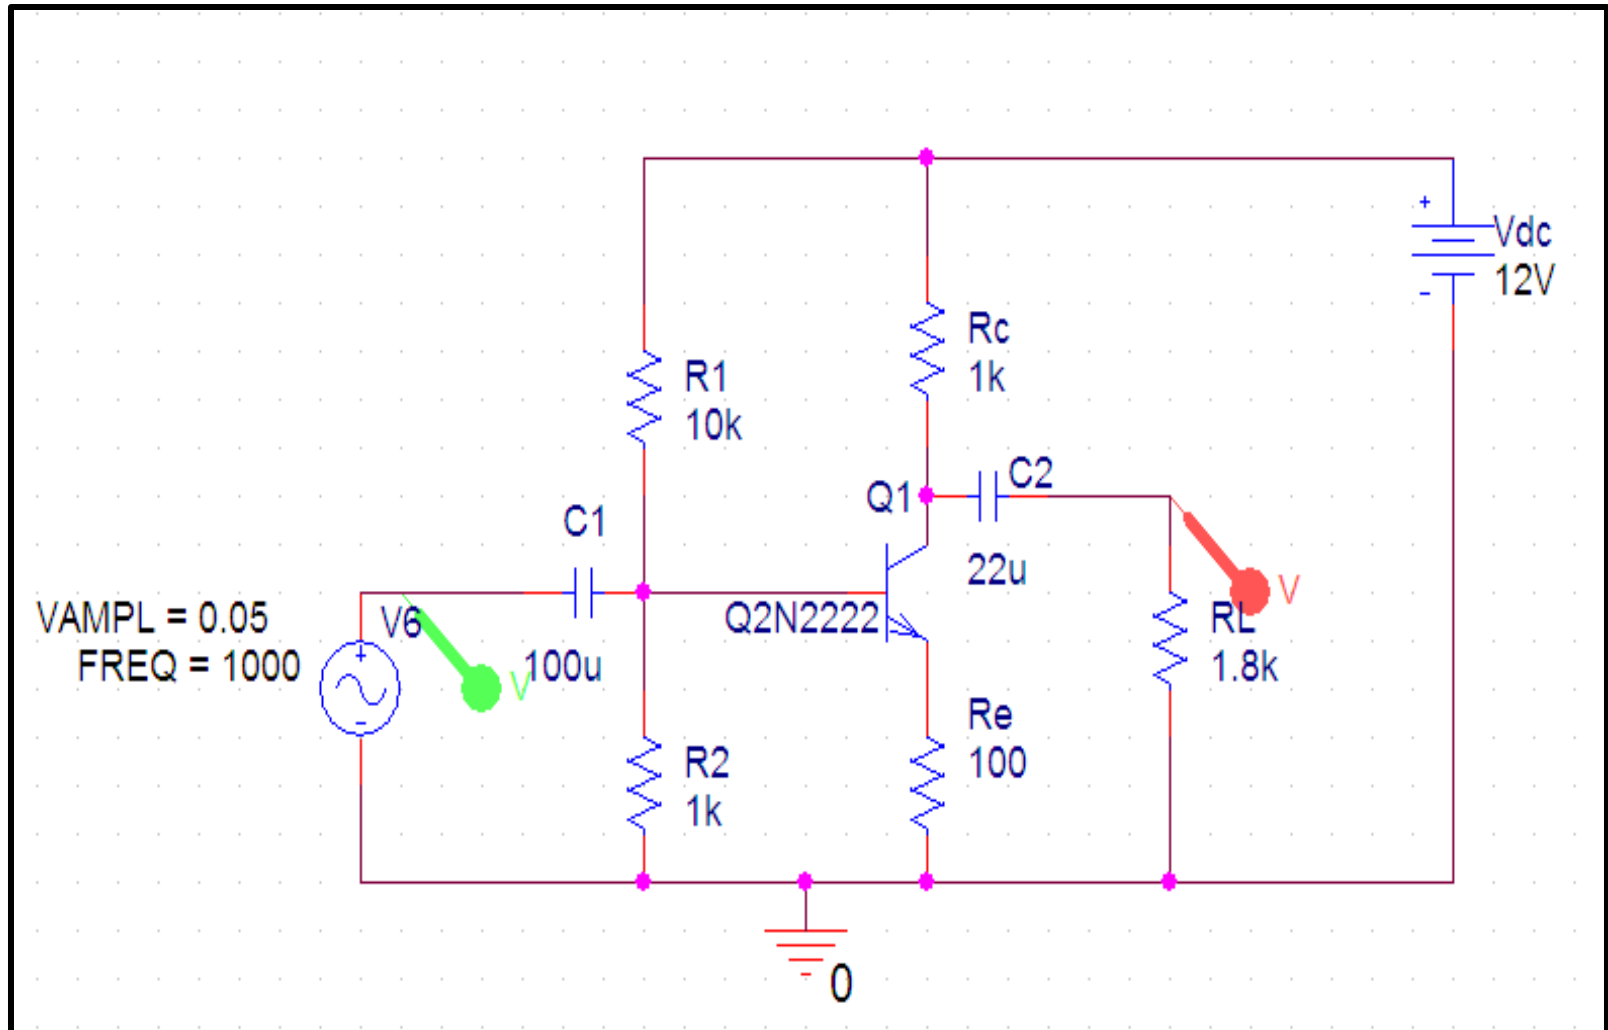 +
Vdc
12V
-
Rc
1k
R1
10k
C2
Q1
C1
22u
V
VAMPL = 0.05
V6
Q2N2222
RL
FREQ = 1000
+
V
100u
1.8k
-
Re
100
R2
1k
0